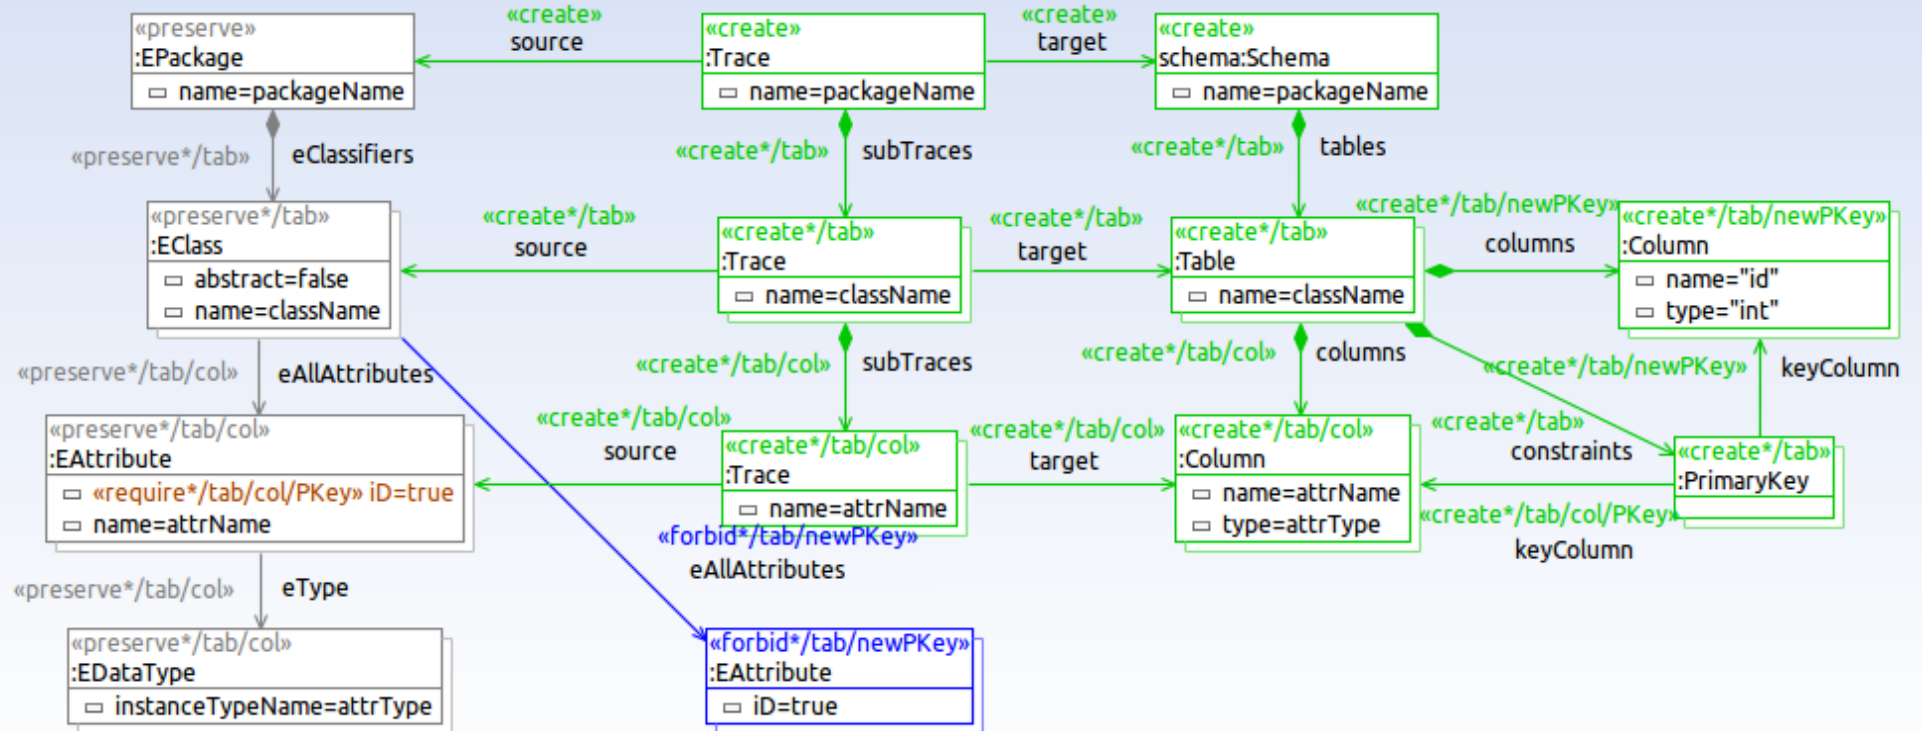 «create»
source
«create»
target
«preserve»
:EPackage
name=packageName
«create»
:Trace
name=packageName
«create»
schema:Schema
name=packageName
«preserve*/tab»
eClassifiers
«create*/tab»
subTraces
«create*/tab»
tables
«preserve*/tab»
:EClass
abstract=false
name=className
«create*/tab»
source
«create*/tab»
:Trace
name=className
«create*/tab»
target
«create*/tab»
:Table
name=className
«create*/tab/newPKey»
columns
«create*/tab/newPKey»
:Column
name="id"
type="int"
«preserve*/tab/col»
eAllAttributes
«create*/tab/col»
subTraces
«create*/tab/col»
columns
«create*/tab/newPKey»
keyColumn
«preserve*/tab/col»
:EAttribute
«require*/tab/col/PKey» iD=true
name=attrName
«create*/tab/col»
source
«create*/tab/col»
:Trace
name=attrName
«create*/tab/col»
target
«create*/tab/col»
:Column
name=attrName
type=attrType
«create*/tab»
constraints
«create*/tab»
:PrimaryKey
«create*/tab/col/PKey»
keyColumn
«forbid*/tab/newPKey»
eAllAttributes
«preserve*/tab/col»
eType
«preserve*/tab/col»
:EDataType
instanceTypeName=attrType
«forbid*/tab/newPKey»
:EAttribute
iD=true